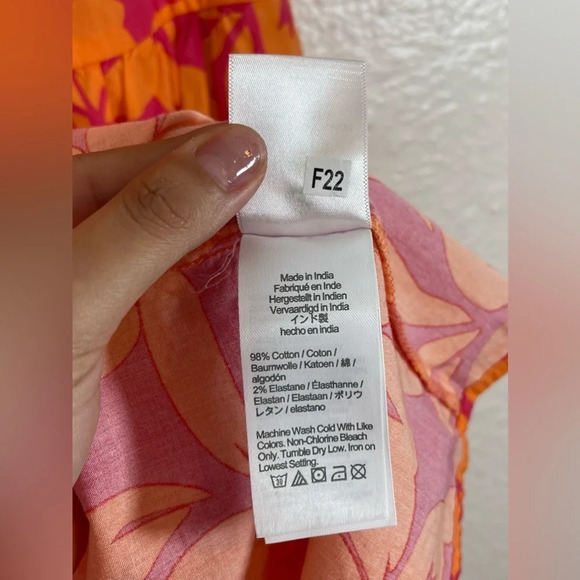 F22
Made in India
Fabriqué en Inde
Hergestellt in Indien
Vervaardigd in India
インド製
hecho en india
98% Cotton / Coton /
Baumwolle / Katoen / 綿 /
algodón
2% Elastane / Élasthanne /
Elastan / Elastaan / ポリウ
レタン / elastano
Machine Wash Cold With Like
Colors. Non-Chlorine Bleach
Only. Tumble Dry Low. Iron on
Lowest Setting.
30